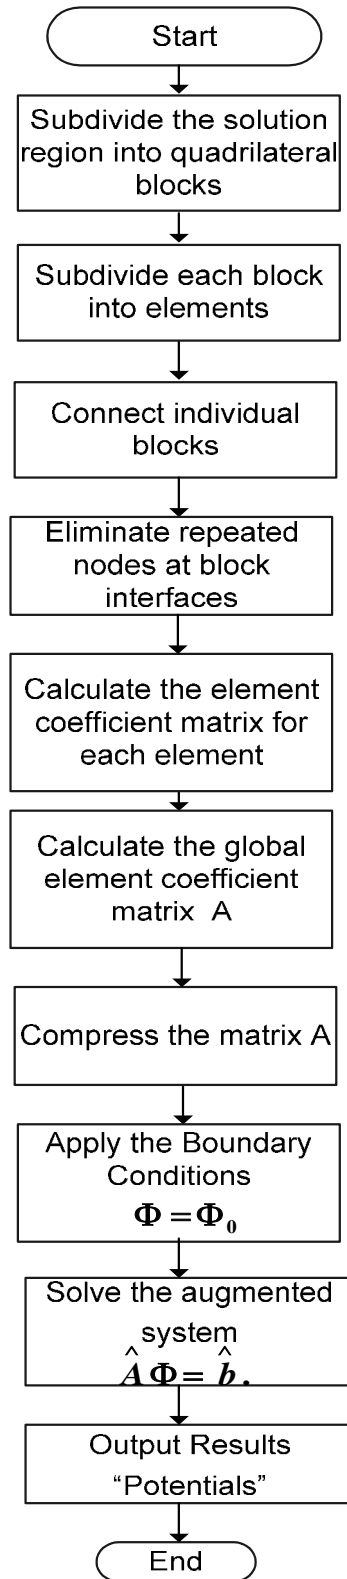 Start
Subdivide the solution
region into quadrilateral
blocks
Subdivide each block
into elements
Connect individual
blocks
Eliminate repeated
nodes at block
interfaces
Calculate the element
coefficient matrix for
each element
Calculate the global
element coefficient
matrix A
Compress the matrix A
Apply the Boundary
Conditions
Φ = Φ₀
Solve the augmented
system
Â Φ = b̂ .
Output Results
“Potentials”
End